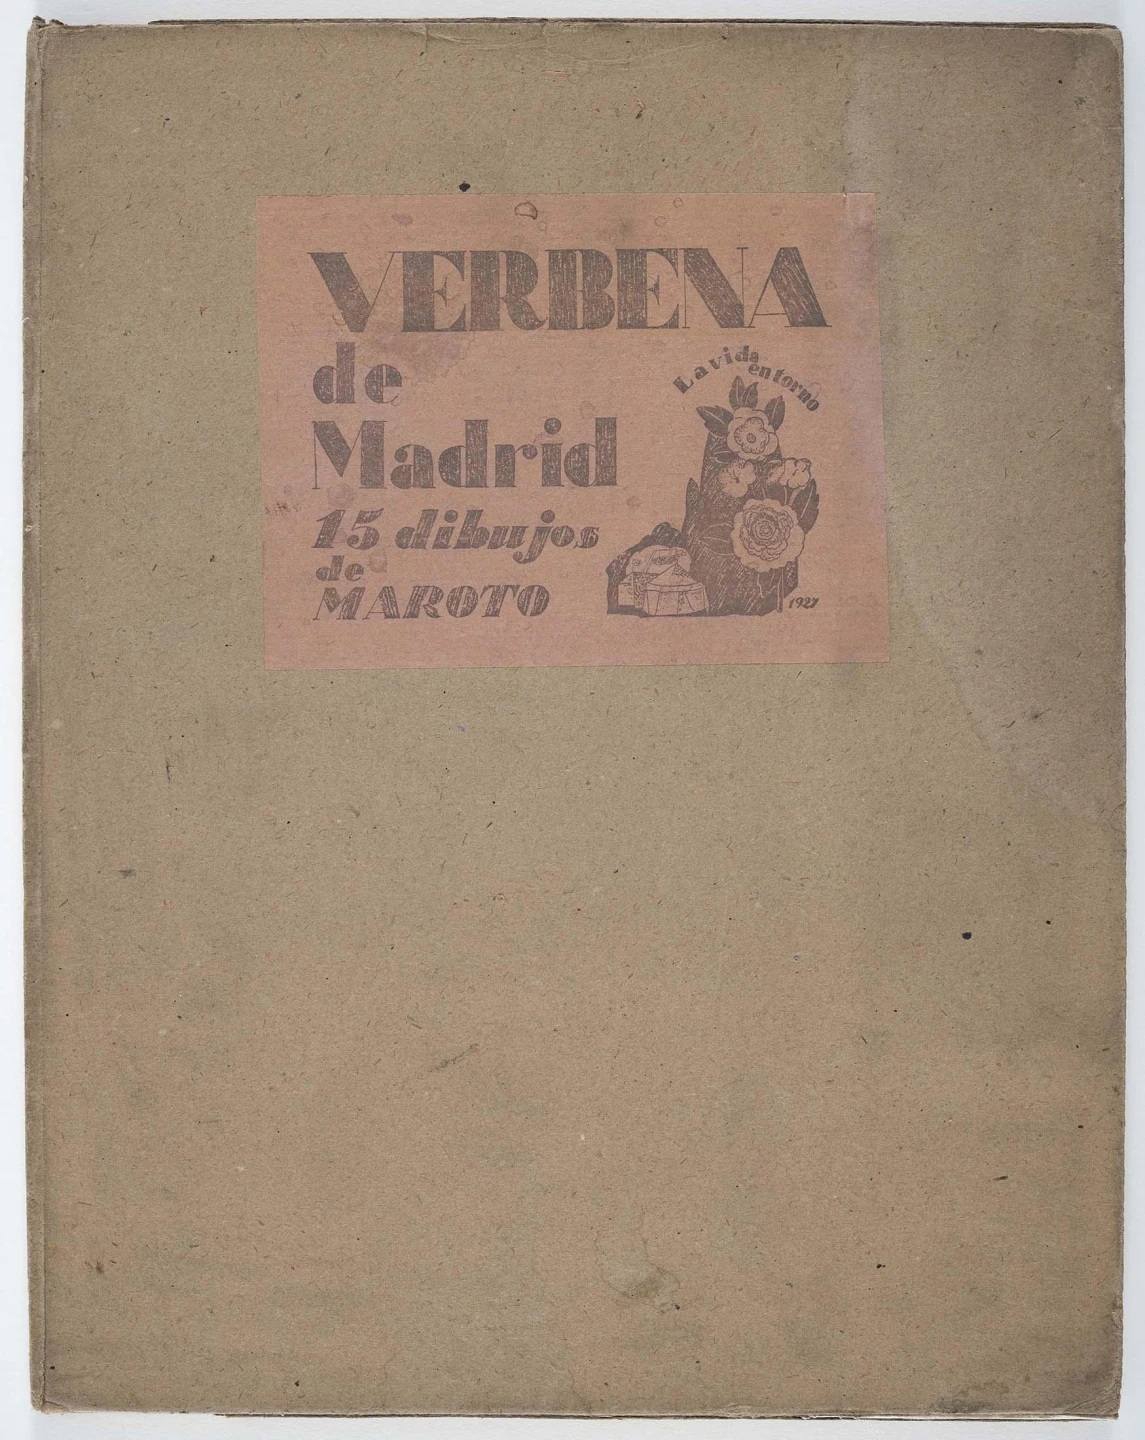 VERBENA
de
Madrid
15 dibujos
de
MAROTO
La vida
en torno
1927